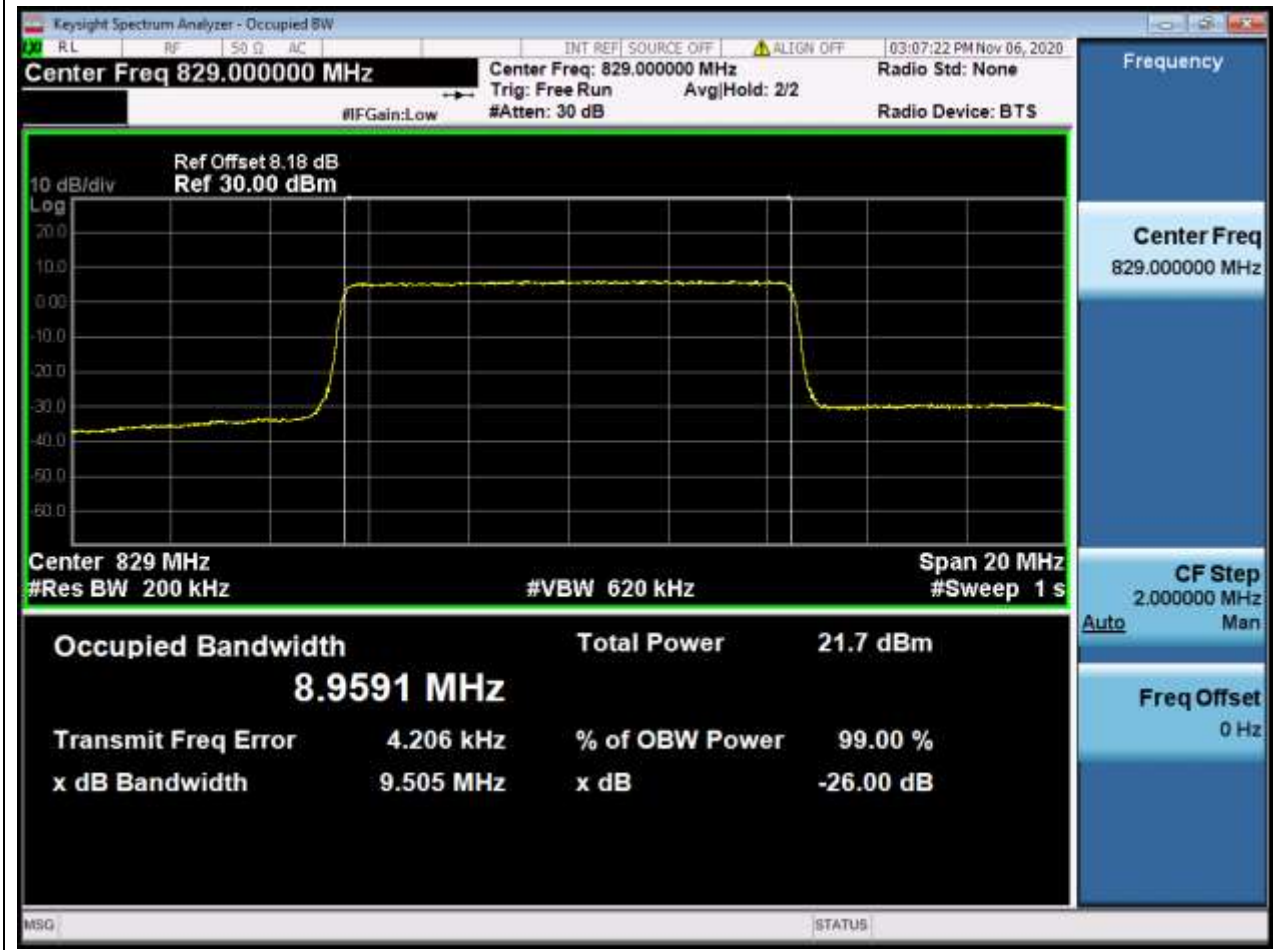 Keysight Spectrum Analyzer - Occupied BW
LXI RL RF 50 Ω AC INT REF SOURCE OFF ALIGN OFF 03:07:22 PM Nov 06, 2020
Center Freq 829.000000 MHz
Center Freq: 829.000000 MHz Radio Std: None
Trig: Free Run Avg|Hold: 2/2
#IFGain:Low #Atten: 30 dB Radio Device: BTS
Ref Offset 8.18 dB
10 dB/div Ref 30.00 dBm
Log
20.0
10.0
0.00
-10.0
-20.0
-30.0
-40.0
-50.0
-60.0
Center 829 MHz Span 20 MHz
#Res BW 200 kHz #VBW 620 kHz #Sweep 1 s
Occupied Bandwidth Total Power 21.7 dBm
8.9591 MHz
Transmit Freq Error 4.206 kHz % of OBW Power 99.00 %
x dB Bandwidth 9.505 MHz x dB -26.00 dB
MSG STATUS
Frequency
Center Freq
829.000000 MHz
CF Step
2.000000 MHz
Auto Man
Freq Offset
0 Hz